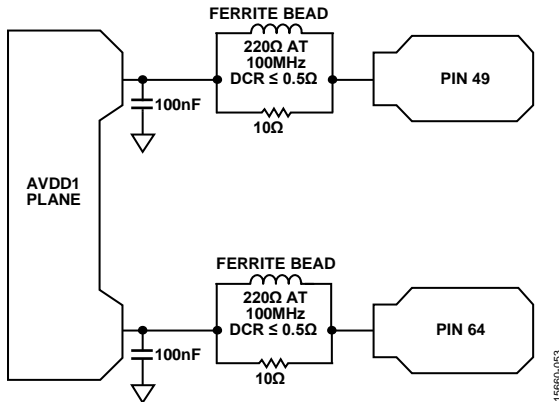 FERRITE BEAD
220Ω AT
100MHz
DCR ≤ 0.5Ω
PIN 49
100nF
10Ω
AVDD1
PLANE
FERRITE BEAD
220Ω AT
100MHz
DCR ≤ 0.5Ω
PIN 64
100nF
10Ω
15660-053